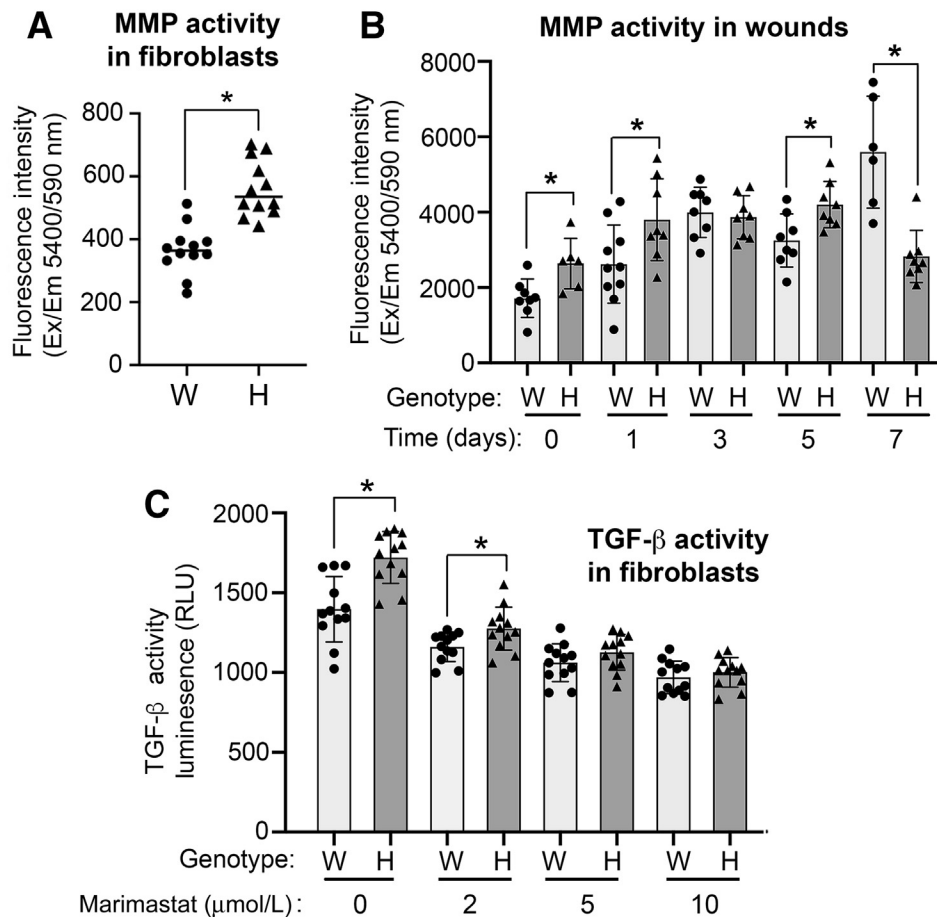 A
MMP activity
in fibroblasts
*
Fluorescence intensity
(Ex/Em 5400/590 nm)
800
600
400
200
0
W H
B
MMP activity in wounds
* * * *
Fluorescence intensity
(Ex/Em 5400/590 nm)
8000
6000
4000
2000
0
Genotype: W H W H W H W H W H
Time (days): 0 1 3 5 7
C
TGF-β activity
in fibroblasts
* *
TGF-β activity
luminesence (RLU)
2000
1500
1000
500
0
Genotype: W H W H W H W H
Marimastat (μmol/L) : 0 2 5 10